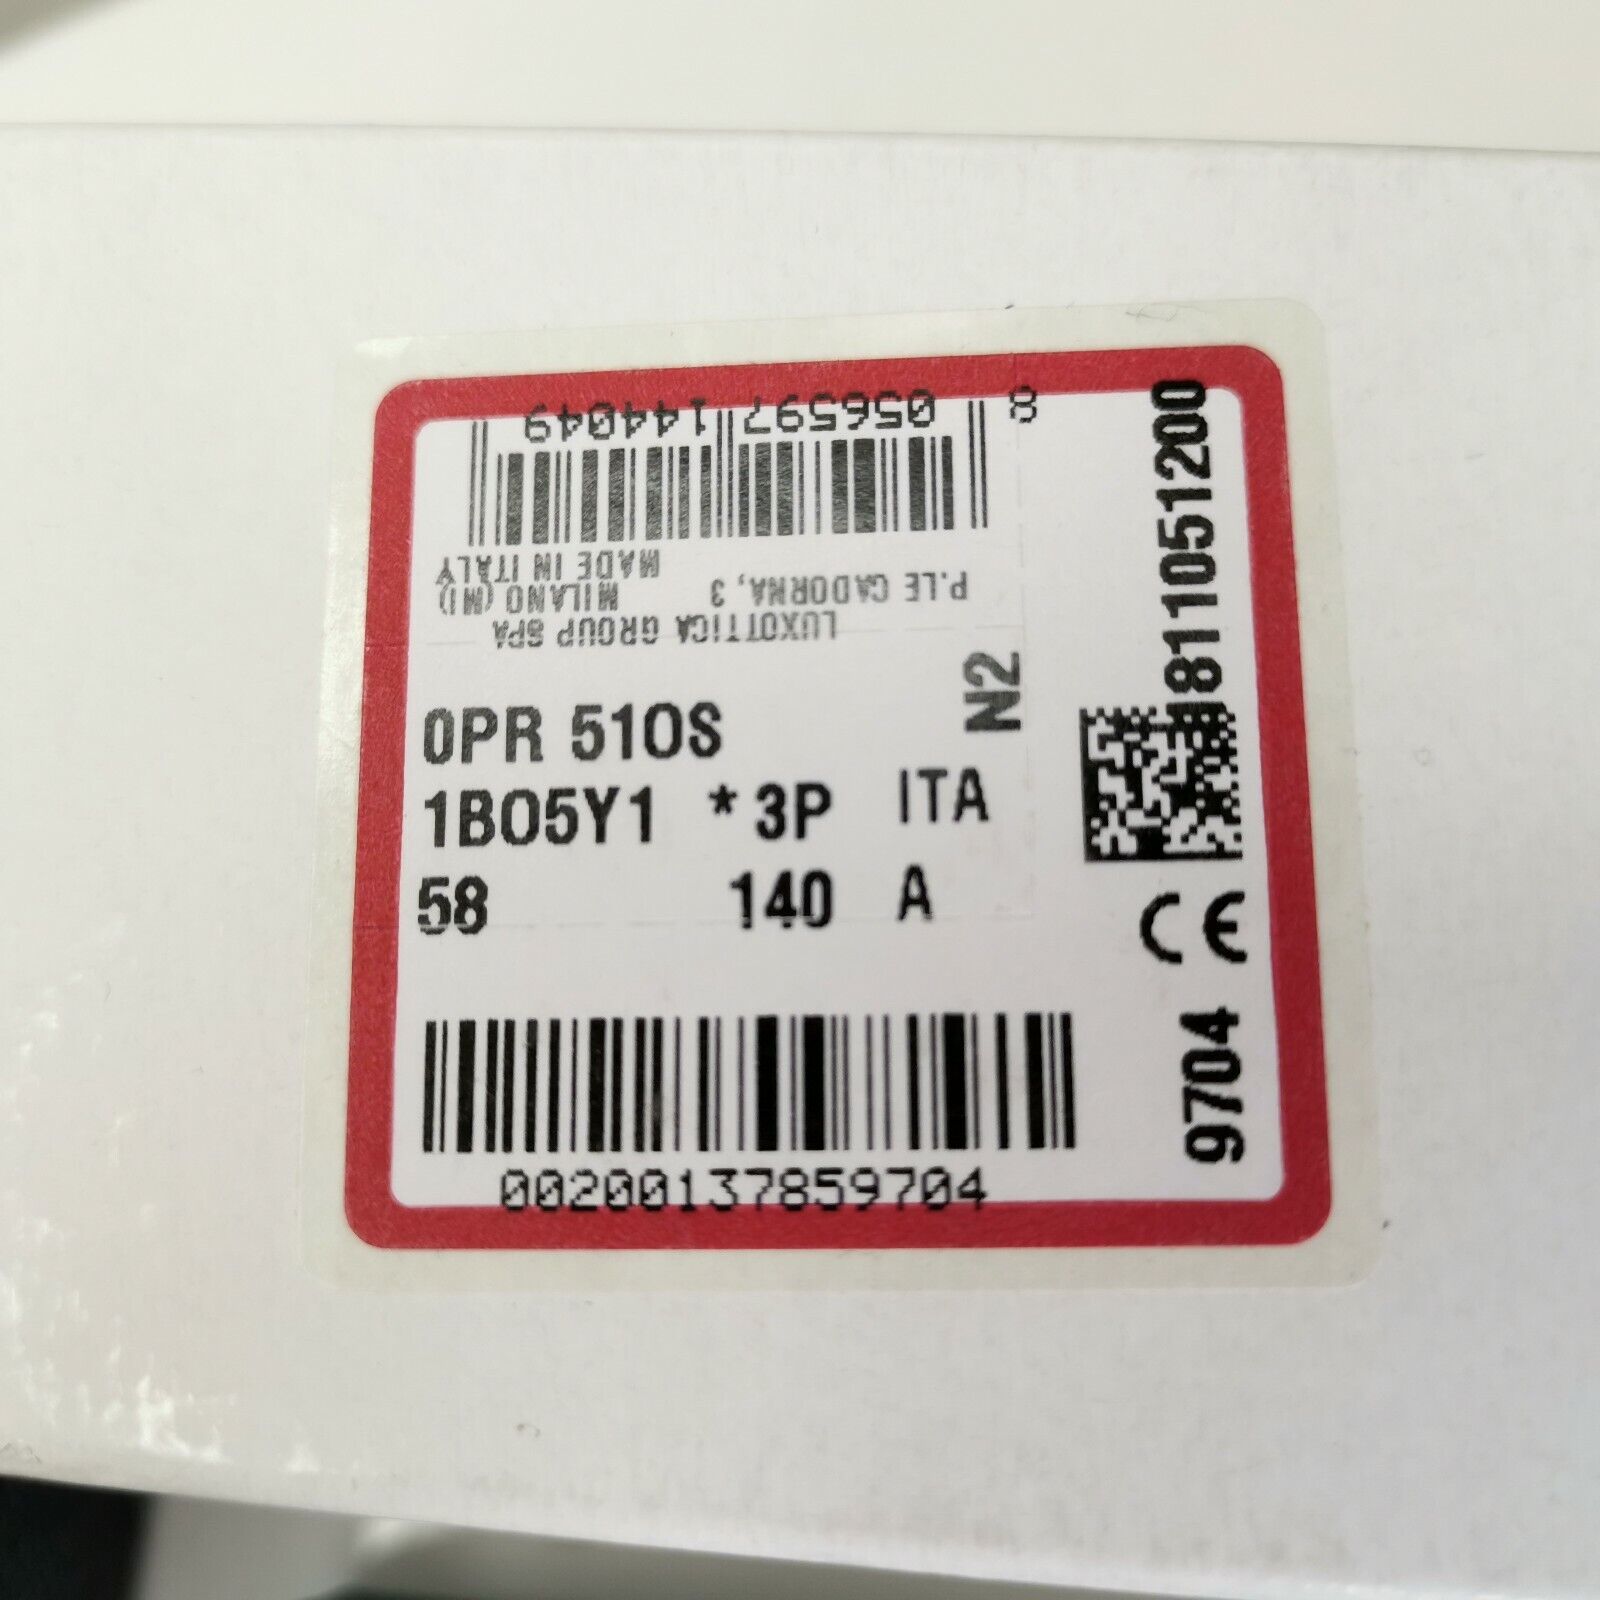 8 056597 144049
LUXOTTICA GROUP SPA
P.LE CADORNA, 3 MILANO (MI)
MADE IN ITALY
N2
0PR 51OS
1BO5Y1 * 3P ITA
58 140 A
00200137859704
1811051200
CE
9704